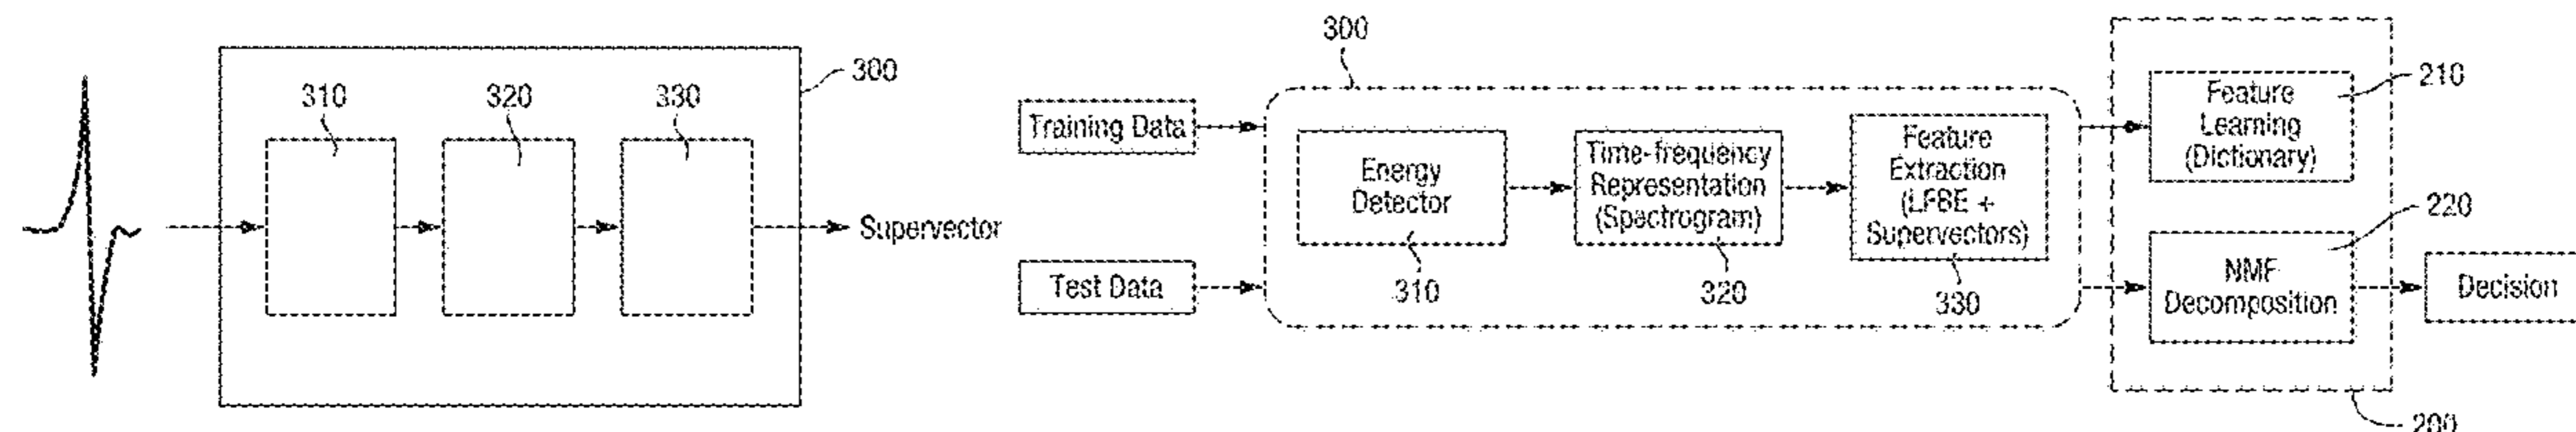 300
310
320
330
Supervector
300
Training Data
Test Data
Energy
Detector
310
Time-frequency
Representation
(Spectrogram)
320
Feature
Extraction
(LFBE +
Supervectors)
330
Feature
Learning
(Dictionary)
210
NMF
Decomposition
220
Decision
200